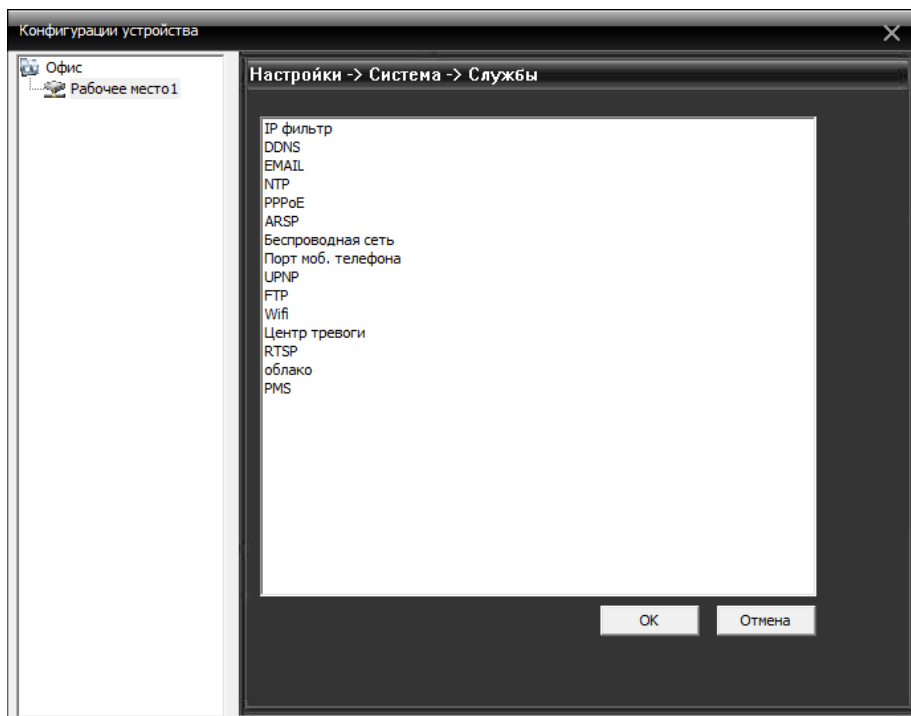 Конфигурации устройства
Офис
Рабочее место1
Настройки -> Система -> Службы
IP фильтр
DDNS
EMAIL
NTP
PPPoE
ARSP
Беспроводная сеть
Порт моб. телефона
UPNP
FTP
Wifi
Центр тревоги
RTSP
облако
PMS
OK
Отмена